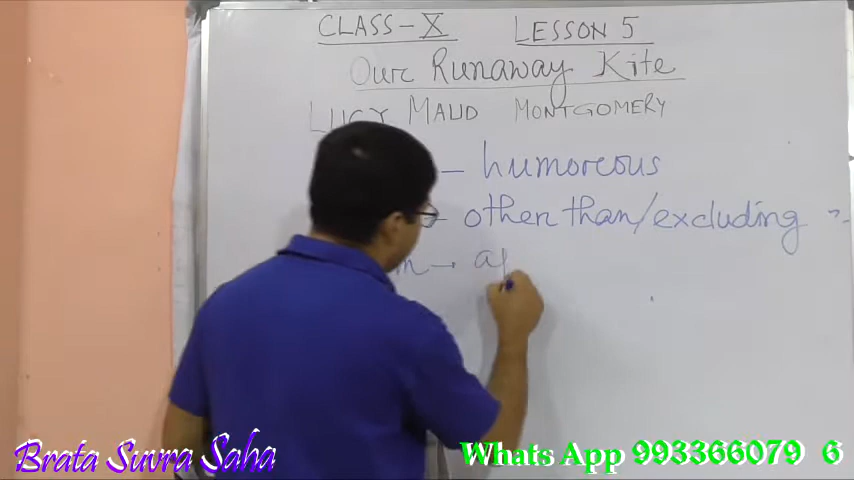 CLASS-X LESSON 5
Our Runaway Kite
LUCY MAUD MONTGOMERY
- humoreous
- other than/excluding
→
Brata Suvra Saha
Whats App 993366079 6